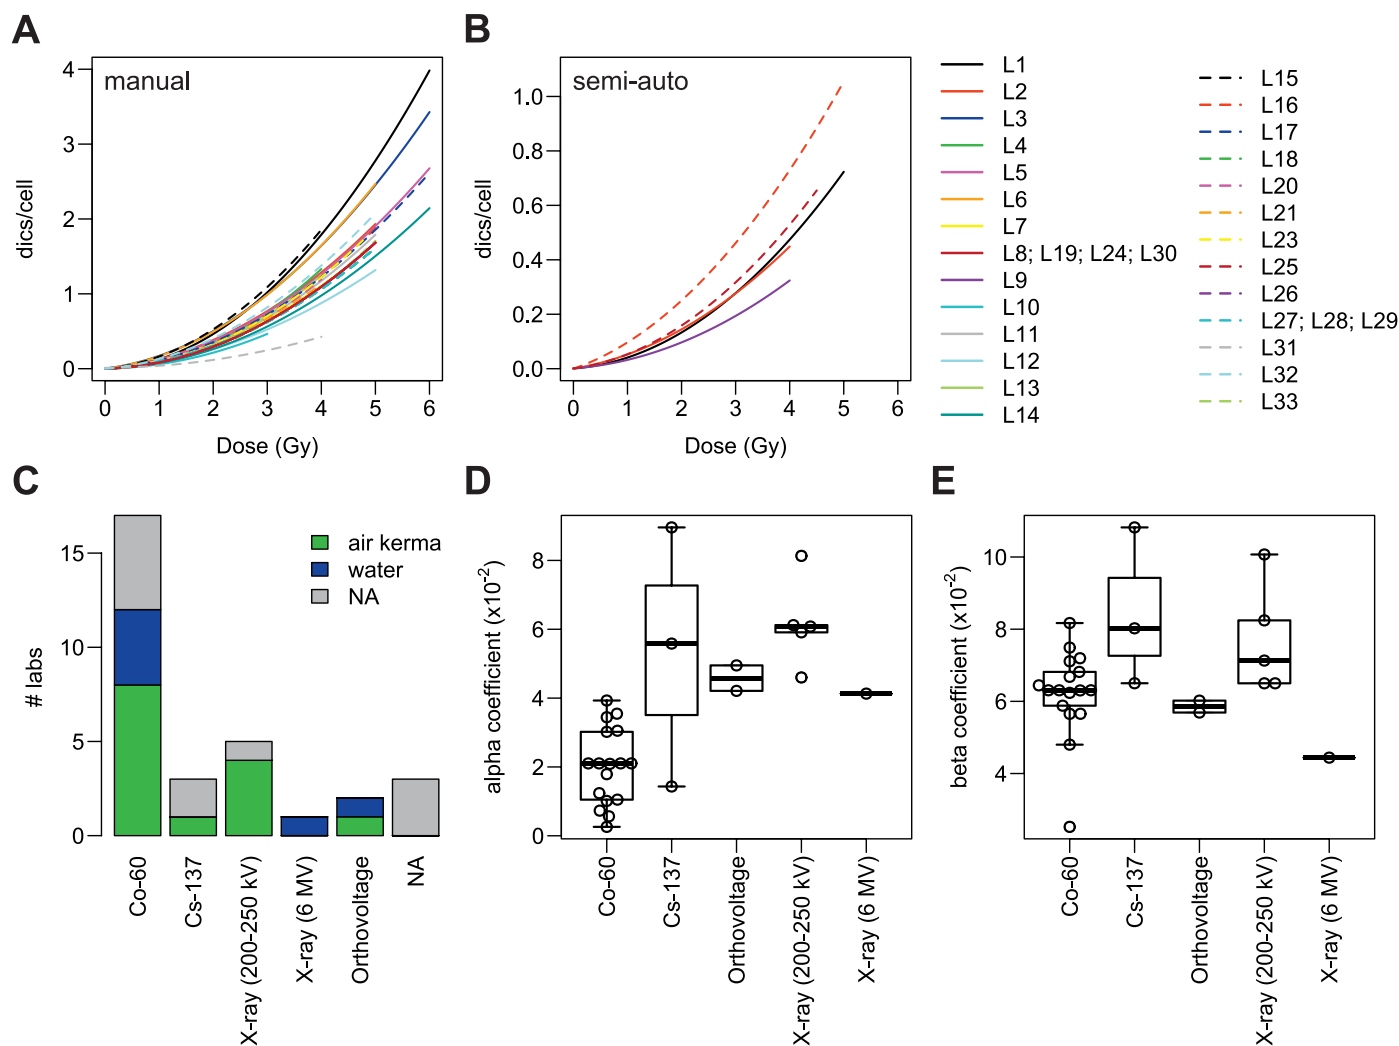 A
manual
dics/cell
4
3
2
1
0
0 1 2 3 4 5 6
Dose (Gy)
B
semi-auto
dics/cell
1.0
0.8
0.6
0.4
0.2
0.0
0 1 2 3 4 5 6
Dose (Gy)
L1
L2
L3
L4
L5
L6
L7
L8; L19; L24; L30
L9
L10
L11
L12
L13
L14
L15
L16
L17
L18
L20
L21
L23
L25
L26
L27; L28; L29
L31
L32
L33
C
# labs
15
10
5
0
air kerma
water
NA
Co-60
Cs-137
X-ray (200-250 kV)
X-ray (6 MV)
Orthovoltage
NA
D
alpha coefficient (x10⁻²)
8
6
4
2
0
Co-60
Cs-137
Orthovoltage
X-ray (200-250 kV)
X-ray (6 MV)
E
beta coefficient (x10⁻²)
10
8
6
4
Co-60
Cs-137
Orthovoltage
X-ray (200-250 kV)
X-ray (6 MV)